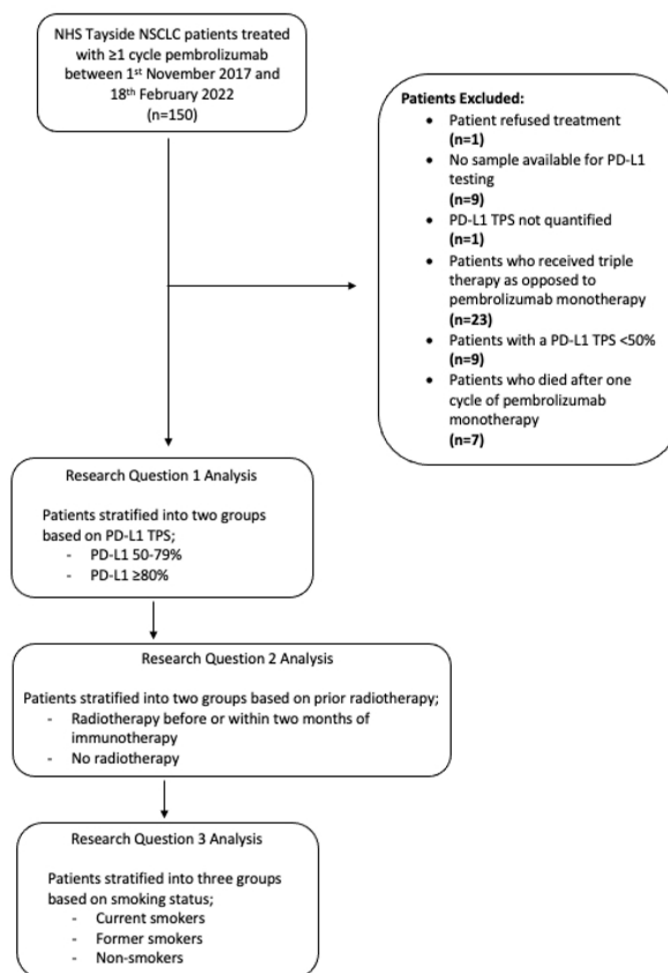 NHS Tayside NSCLC patients treated
with ≥1 cycle pembrolizumab
between 1st November 2017 and
18th February 2022
(n=150)
Patients Excluded:
• Patient refused treatment
(n=1)
• No sample available for PD-L1
testing
(n=9)
• PD-L1 TPS not quantified
(n=1)
• Patients who received triple
therapy as opposed to
pembrolizumab monotherapy
(n=23)
• Patients with a PD-L1 TPS <50%
(n=9)
• Patients who died after one
cycle of pembrolizumab
monotherapy
(n=7)
Research Question 1 Analysis
Patients stratified into two groups
based on PD-L1 TPS;
- PD-L1 50-79%
- PD-L1 ≥80%
Research Question 2 Analysis
Patients stratified into two groups based on prior radiotherapy;
- Radiotherapy before or within two months of
immunotherapy
- No radiotherapy
Research Question 3 Analysis
Patients stratified into three groups
based on smoking status;
- Current smokers
- Former smokers
- Non-smokers